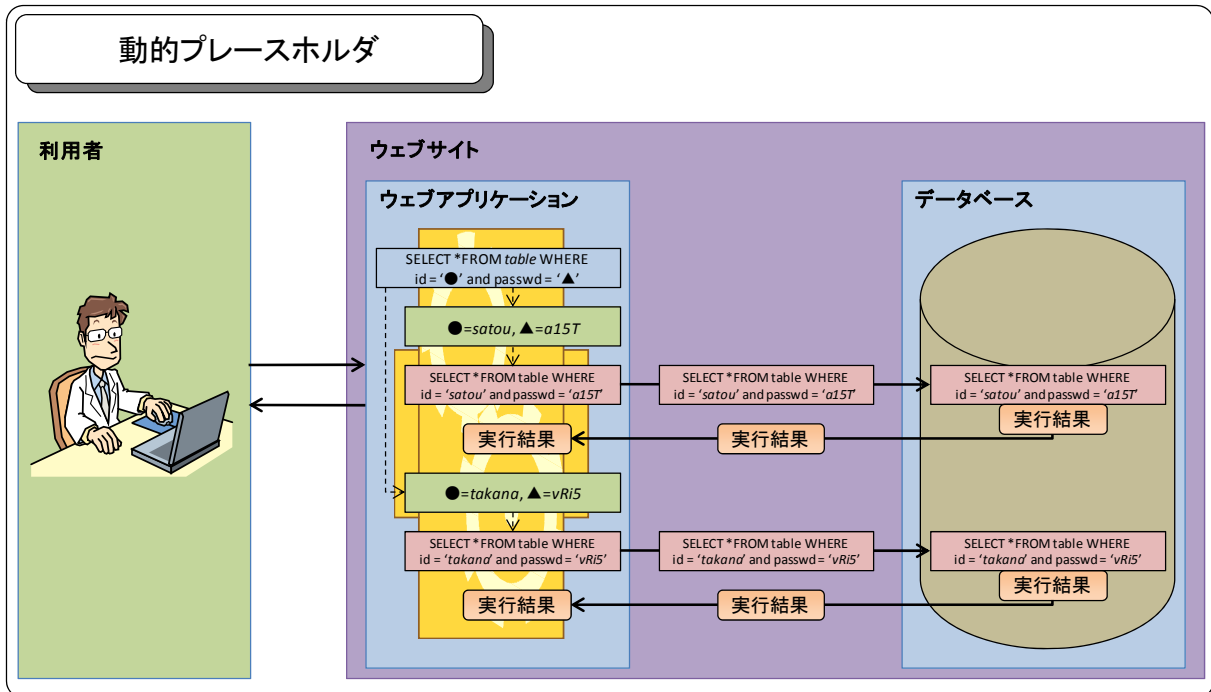 動的プレースホルダ
利用者
ウェブサイト
ウェブアプリケーション
データベース
SELECT *FROM table WHERE
id = ‘●’ and passwd = ‘▲’
●=satou, ▲=a15T
SELECT *FROM table WHERE
id = ‘satou’ and passwd = ‘a15T’
SELECT *FROM table WHERE
id = ‘satou’ and passwd = ‘a15T’
SELECT *FROM table WHERE
id = ‘satou’ and passwd = ‘a15T’
実行結果
実行結果
実行結果
●=takana, ▲=vRi5
SELECT *FROM table WHERE
id = ‘takana’ and passwd = ‘vRi5’
SELECT *FROM table WHERE
id = ‘takana’ and passwd = ‘vRi5’
SELECT *FROM table WHERE
id = ‘takana’ and passwd = ‘vRi5’
実行結果
実行結果
実行結果